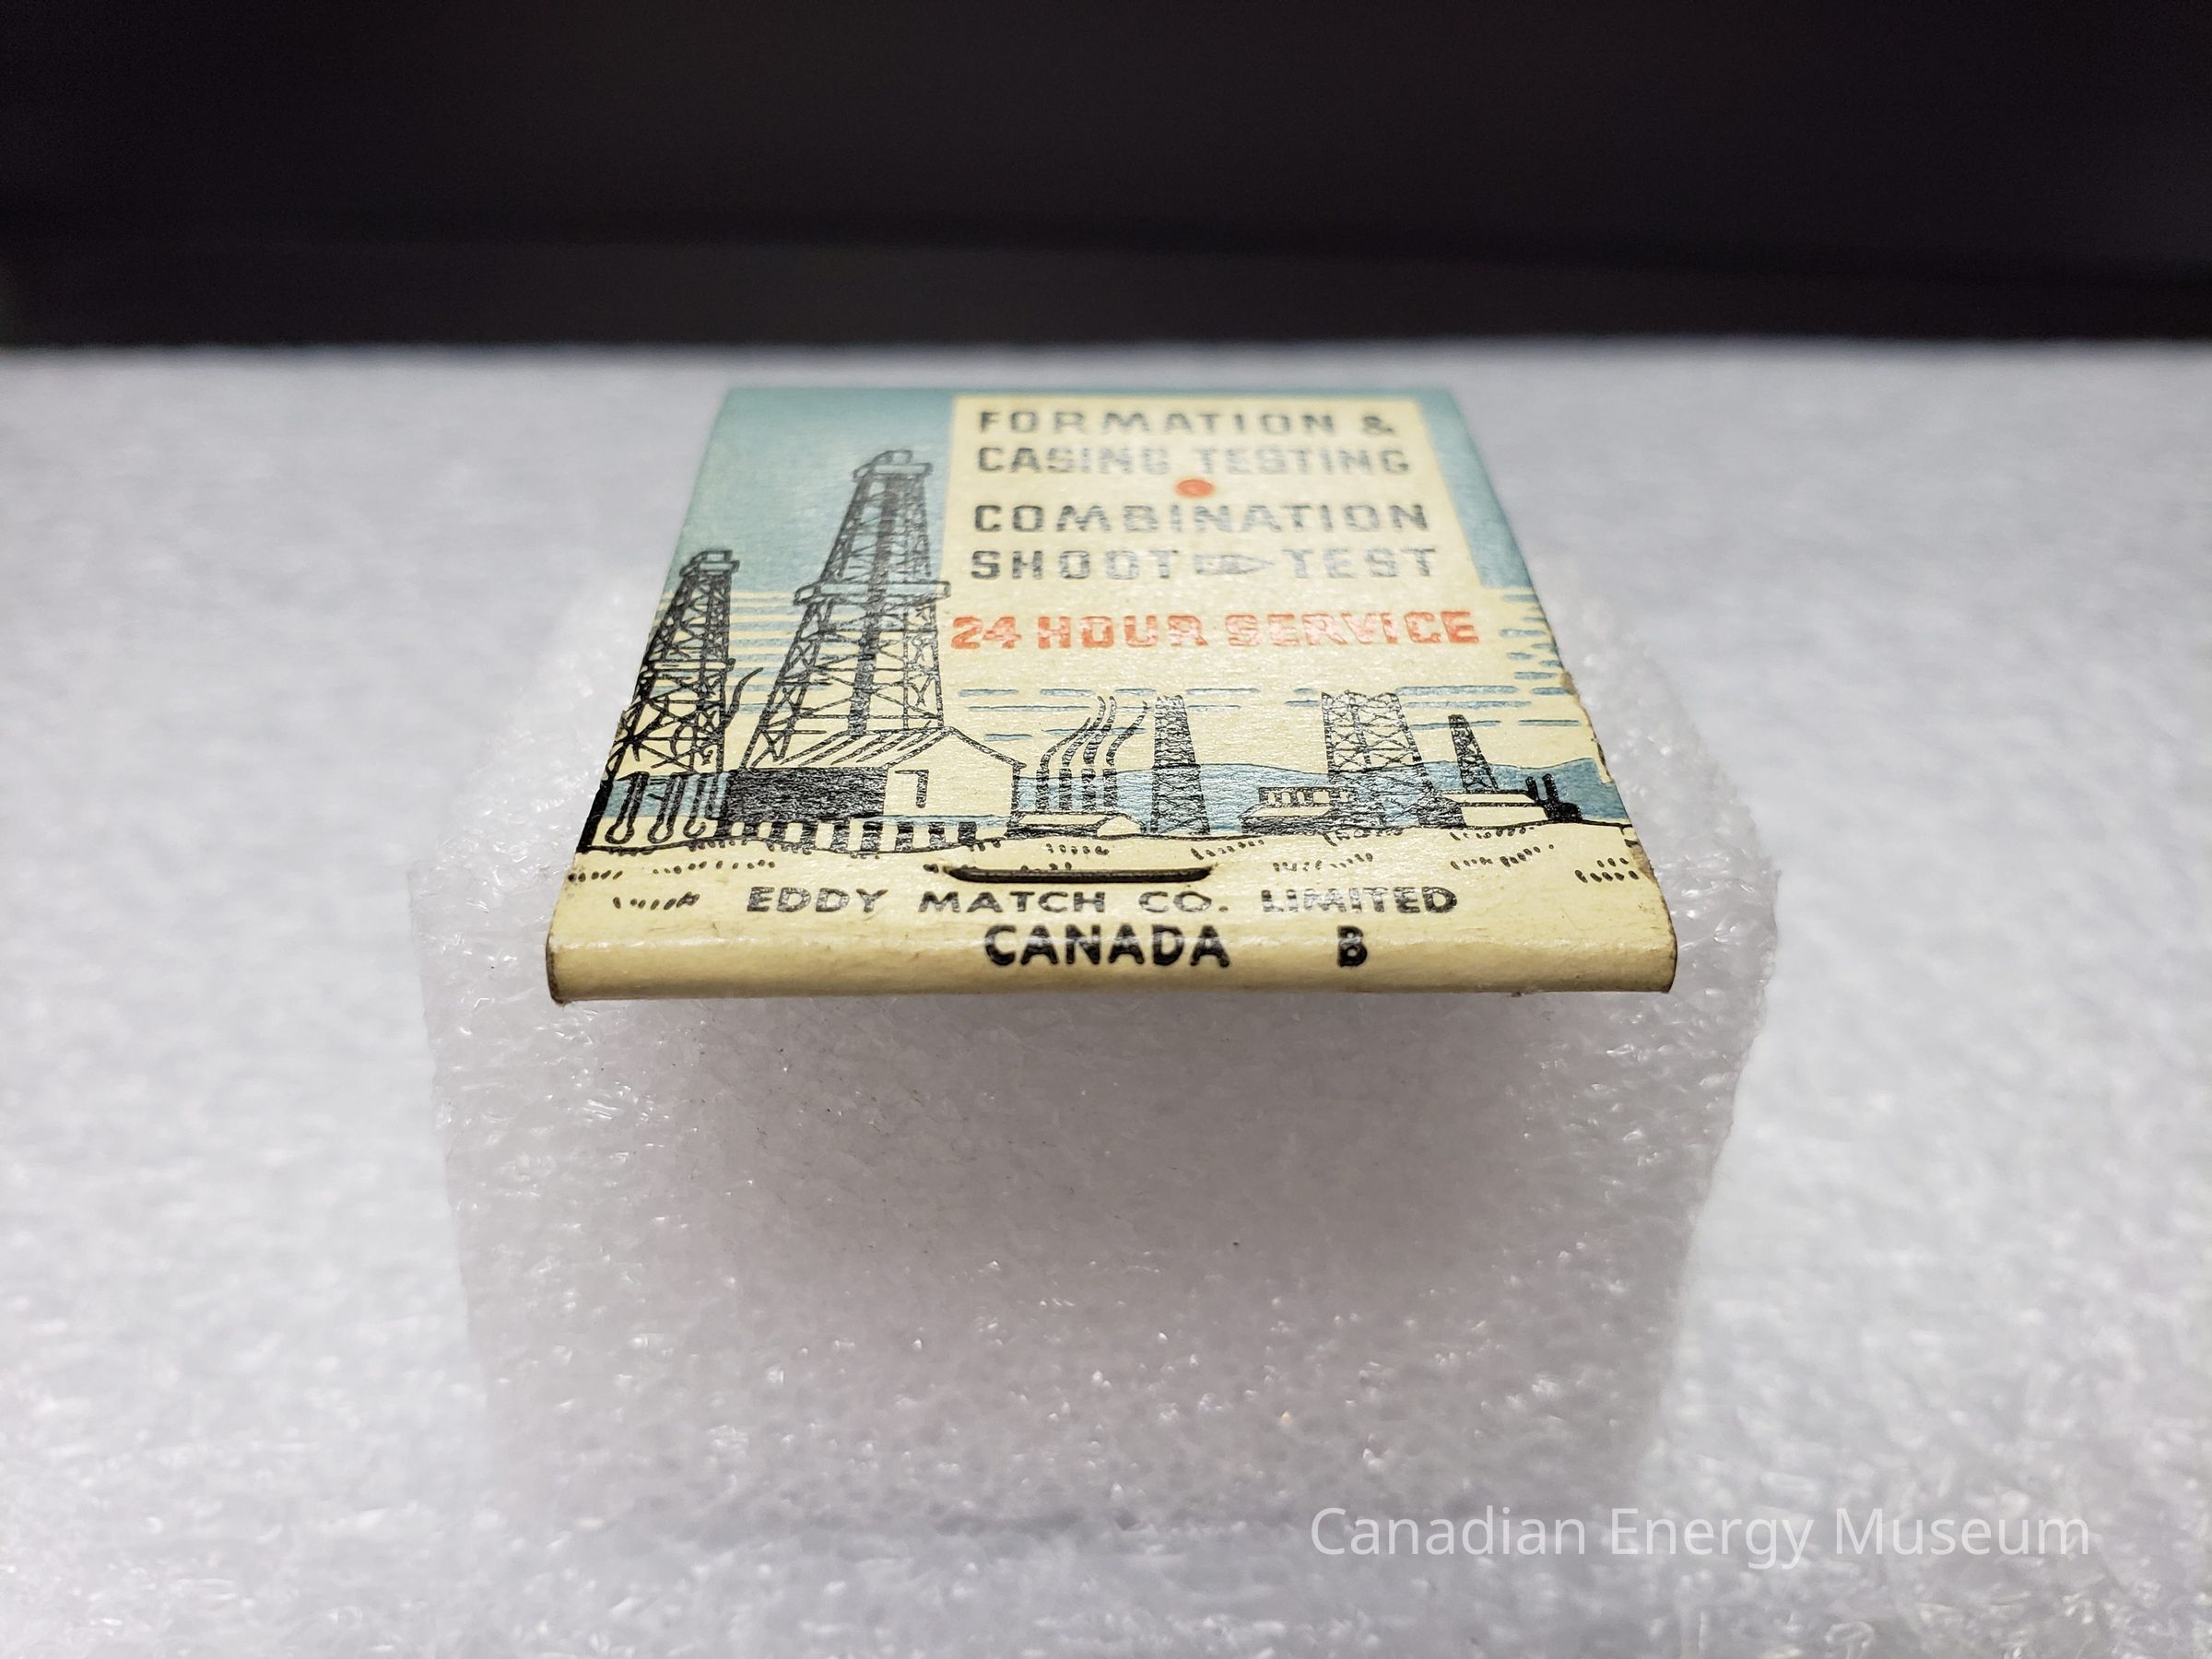 FORMATION &
CASING TESTING
COMBINATION
SHOOT TEST
24 HOUR SERVICE
EDDY MATCH CO. LIMITED
CANADA B
Canadian Energy Museum